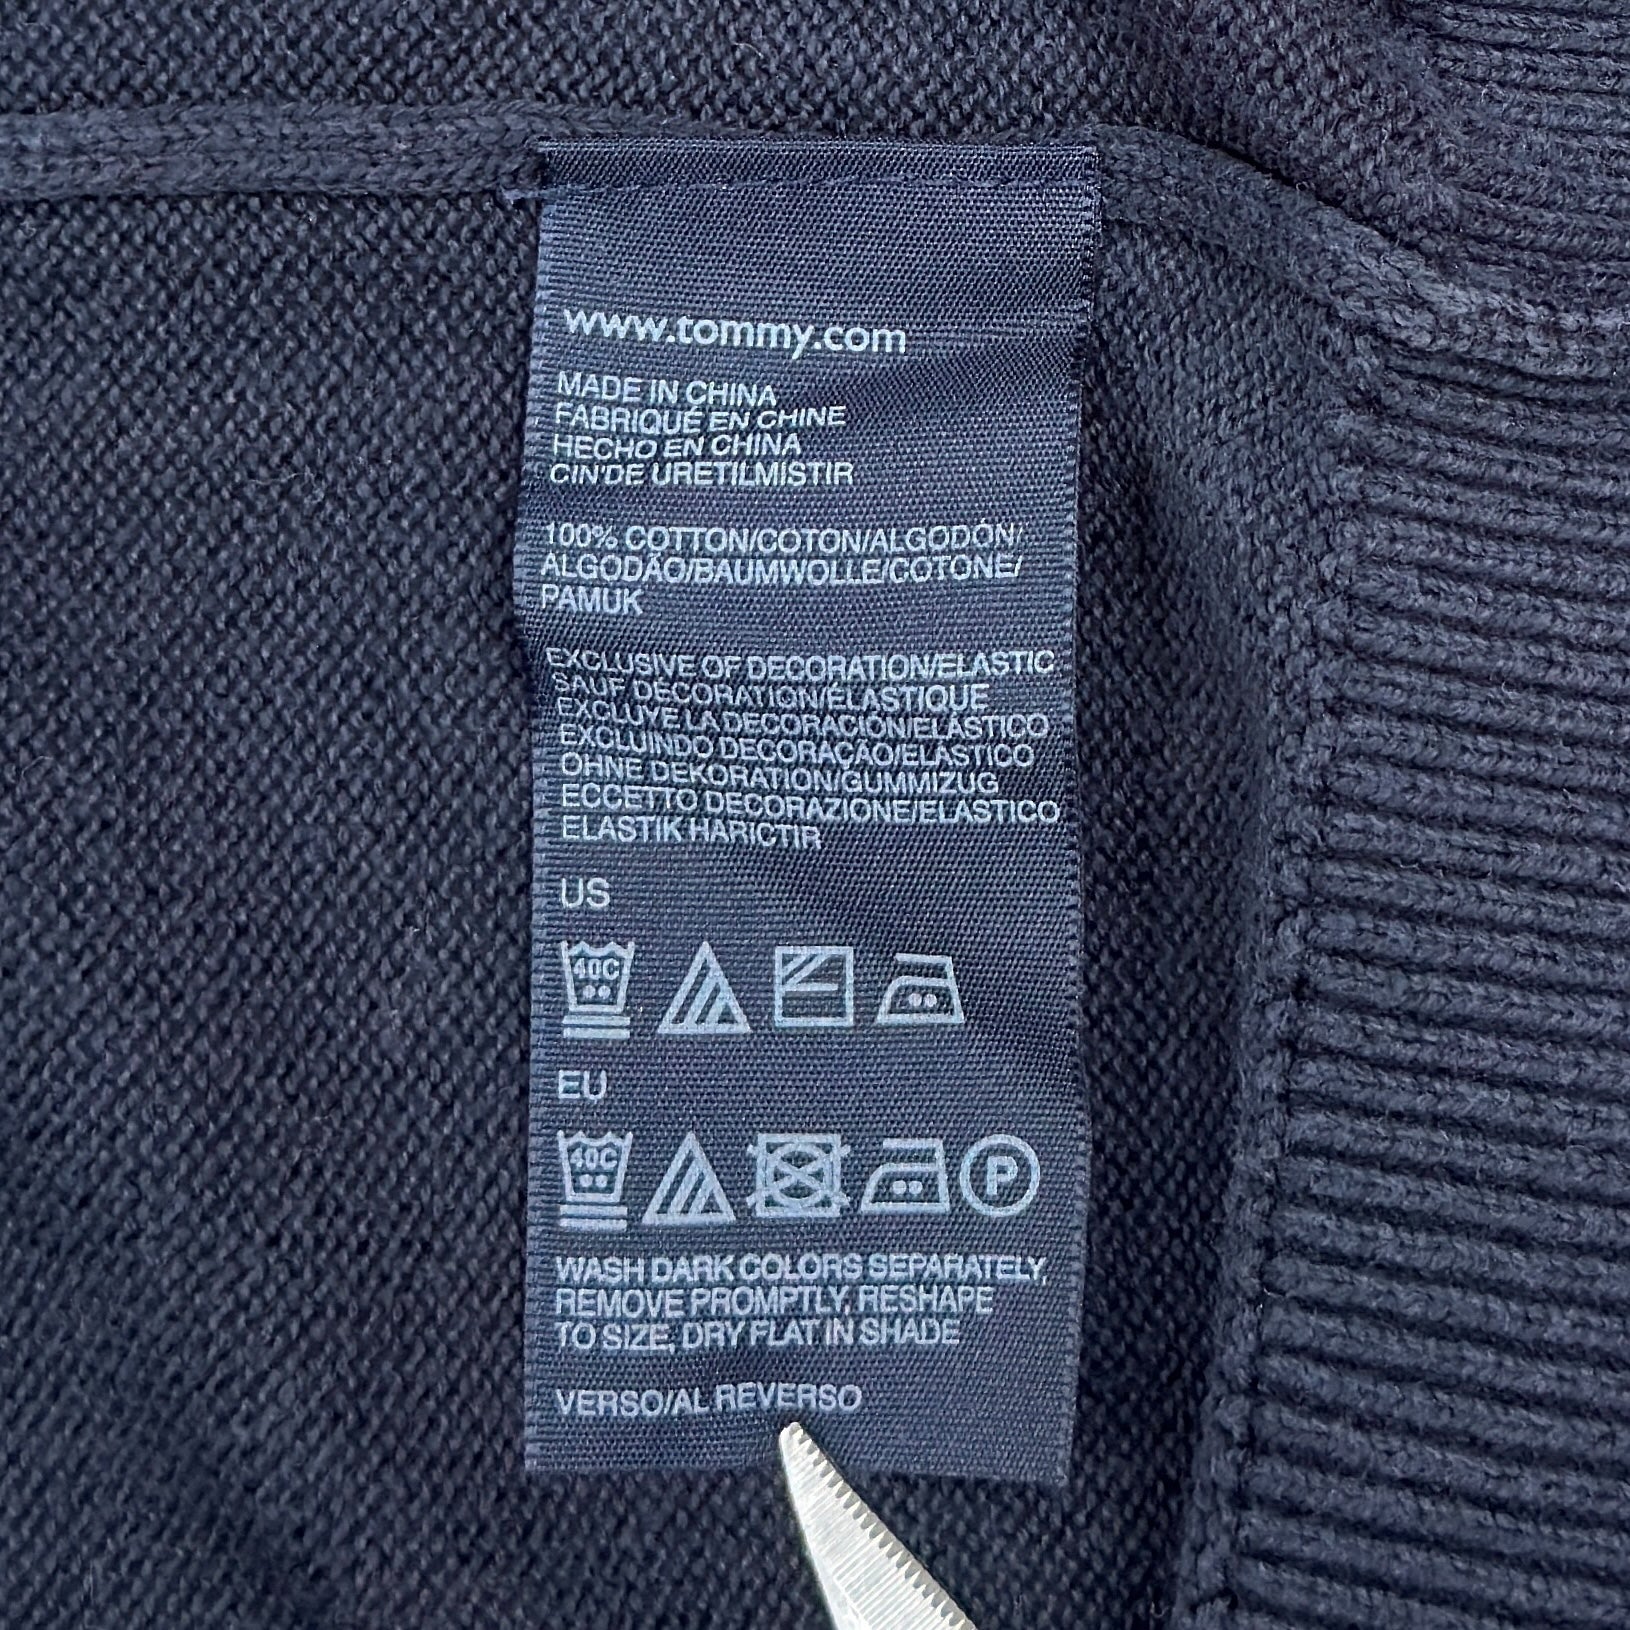 www.tommy.com
MADE IN CHINA
FABRIQUÉ EN CHINE
HECHO EN CHINA
CIN'DE URETILMISTIR
100% COTTON/COTON/ALGODÓN/
ALGODÃO/BAUMWOLLE/COTONE/
PAMUK
EXCLUSIVE OF DECORATION/ELASTIC
SAUF DECORATION/ÉLASTIQUE
EXCLUYE LA DECORACIÓN/ELÁSTICO
EXCLUINDO DECORAÇÃO/ELASTICO
OHNE DEKORATION/GUMMIZUG
ECCETTO DECORAZIONE/ELASTICO
ELASTIK HARICTIR
US
40C
EU
40C P
WASH DARK COLORS SEPARATELY,
REMOVE PROMPTLY, RESHAPE
TO SIZE, DRY FLAT IN SHADE
VERSO/AL REVERSO